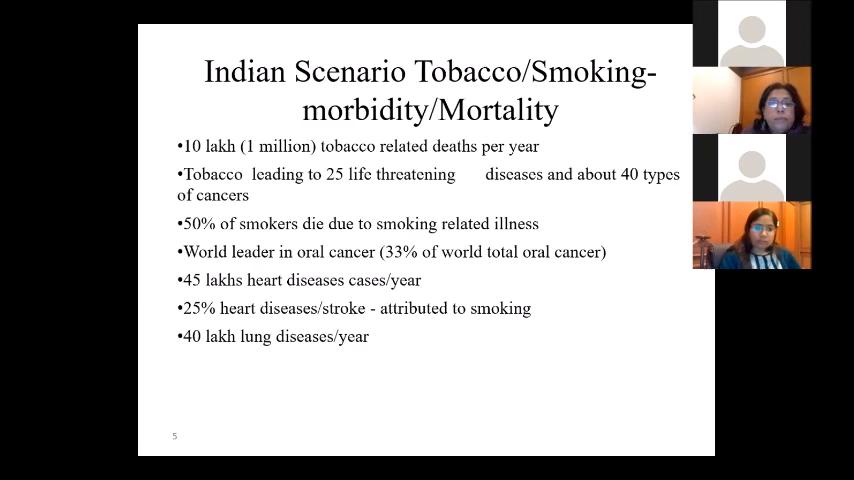 Indian Scenario Tobacco/Smoking-
morbidity/Mortality
•10 lakh (1 million) tobacco related deaths per year
•Tobacco leading to 25 life threatening diseases and about 40 types
of cancers
•50% of smokers die due to smoking related illness
•World leader in oral cancer (33% of world total oral cancer)
•45 lakhs heart diseases cases/year
•25% heart diseases/stroke - attributed to smoking
•40 lakh lung diseases/year
5